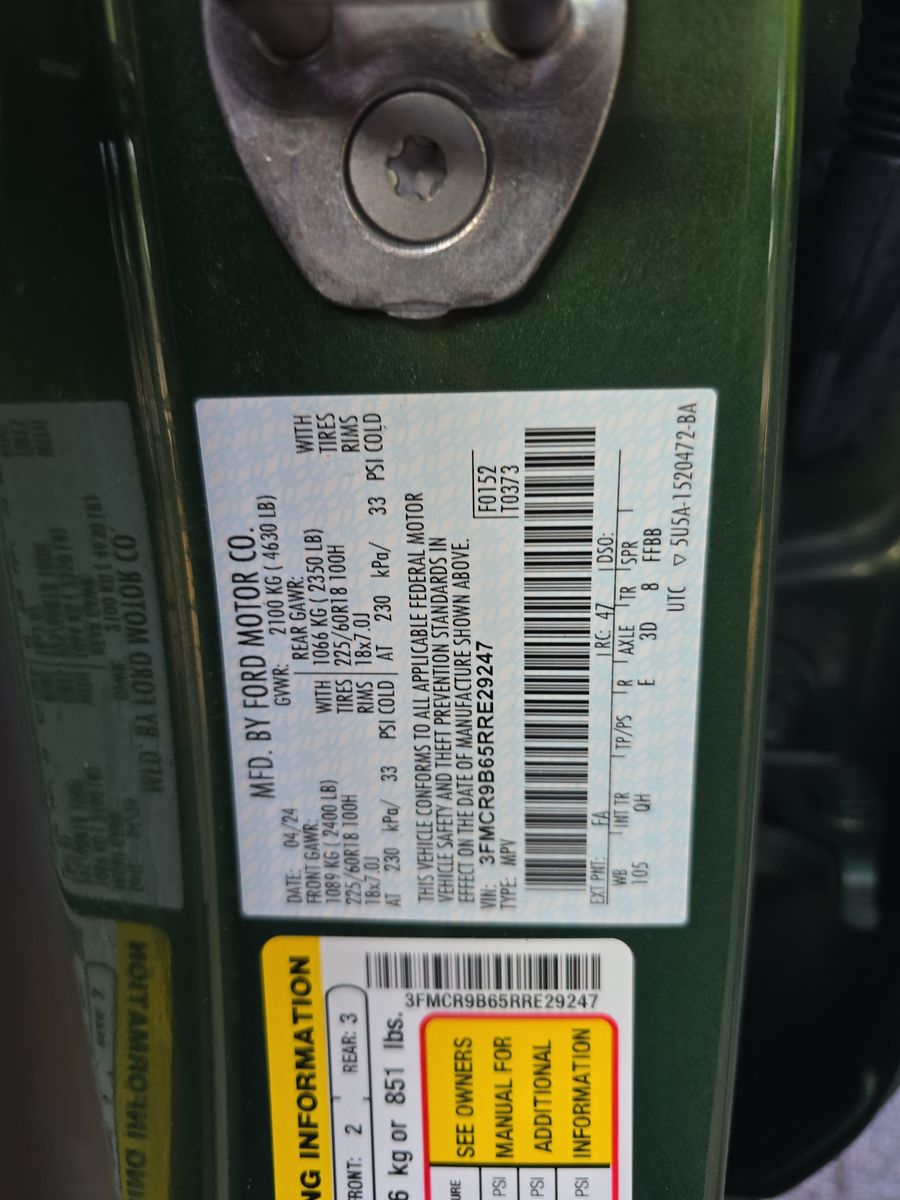 MFD. BY FORD MOTOR CO.
DATE: 04/24 GVWR: 2100 KG ( 4630 LB)
FRONT GAWR: REAR GAWR:
1089 KG ( 2400 LB) WITH 1066 KG ( 2350 LB) WITH
225/60R18 100H TIRES 225/60R18 100H TIRES
18x7.0J RIMS 18x7.0J RIMS
AT 230 kPa/ 33 PSI COLD AT 230 kPa/ 33 PSI COLD
THIS VEHICLE CONFORMS TO ALL APPLICABLE FEDERAL MOTOR
VEHICLE SAFETY AND THEFT PREVENTION STANDARDS IN
EFFECT ON THE DATE OF MANUFACTURE SHOWN ABOVE.
VIN: 3FMCR9B65RRE29247 F0152
TYPE: MPV T0373
EXT PNT: FA RC: 47 DSO:
WB INT TR TP/PS R AXLE TR SPR
105 QH E 3D 8 FFBB
UTC ▽ 5U5A-1520472-BA
NG INFORMATION
FRONT: 2 REAR: 3
6 kg or 851 lbs.
3FMCR9B65RRE29247
SEE OWNERS
MANUAL FOR
ADDITIONAL
INFORMATION
URE
PSI
PSI
PSI